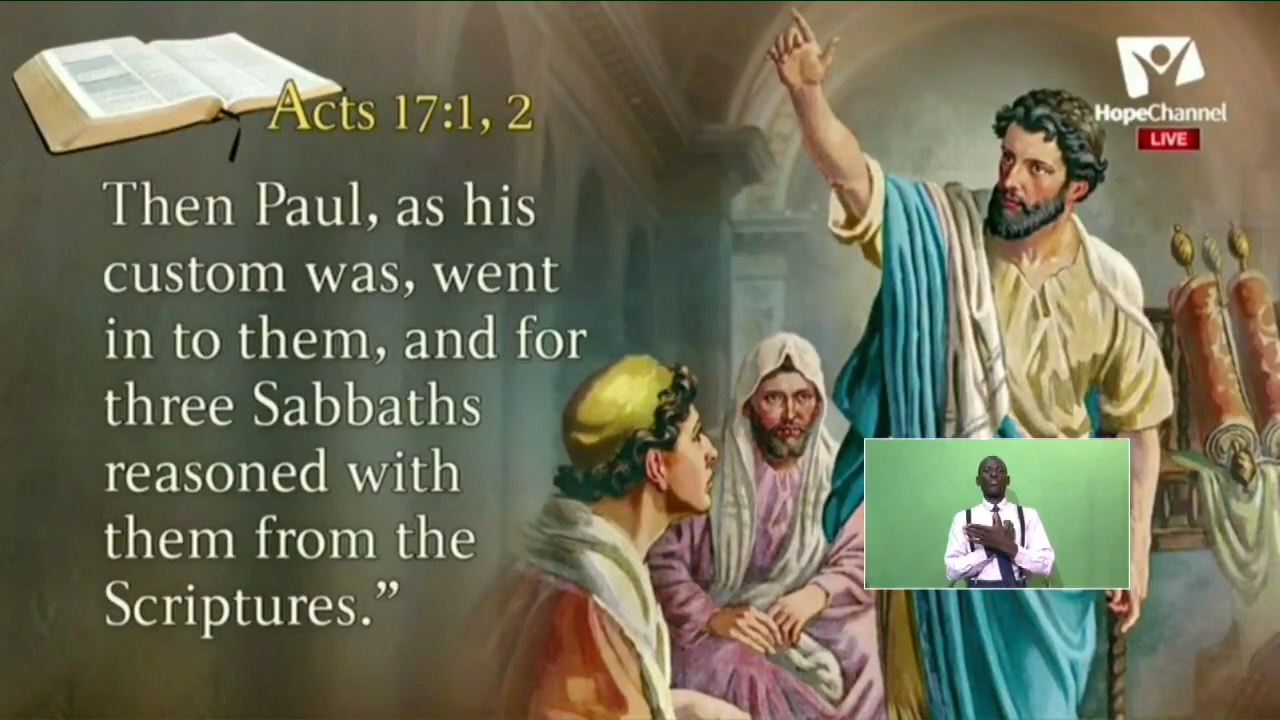 Acts 17:1, 2
HopeChannel
LIVE
Then Paul, as his
custom was, went
in to them, and for
three Sabbaths
reasoned with
them from the
Scriptures.”